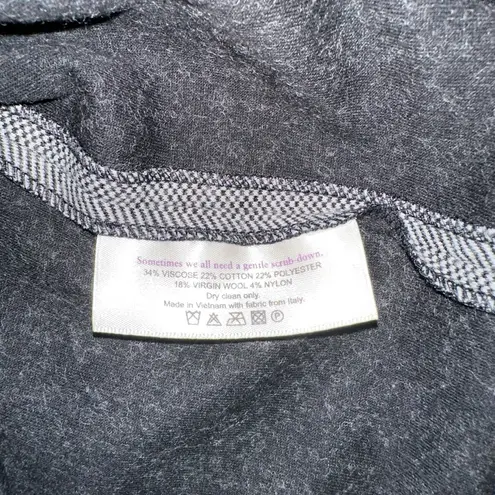 Sometimes we all need a gentle scrub-down.
34% VISCOSE 22% COTTON 22% POLYESTER
18% VIRGIN WOOL 4% NYLON
Dry clean only.
Made in Vietnam with fabric from Italy.
P